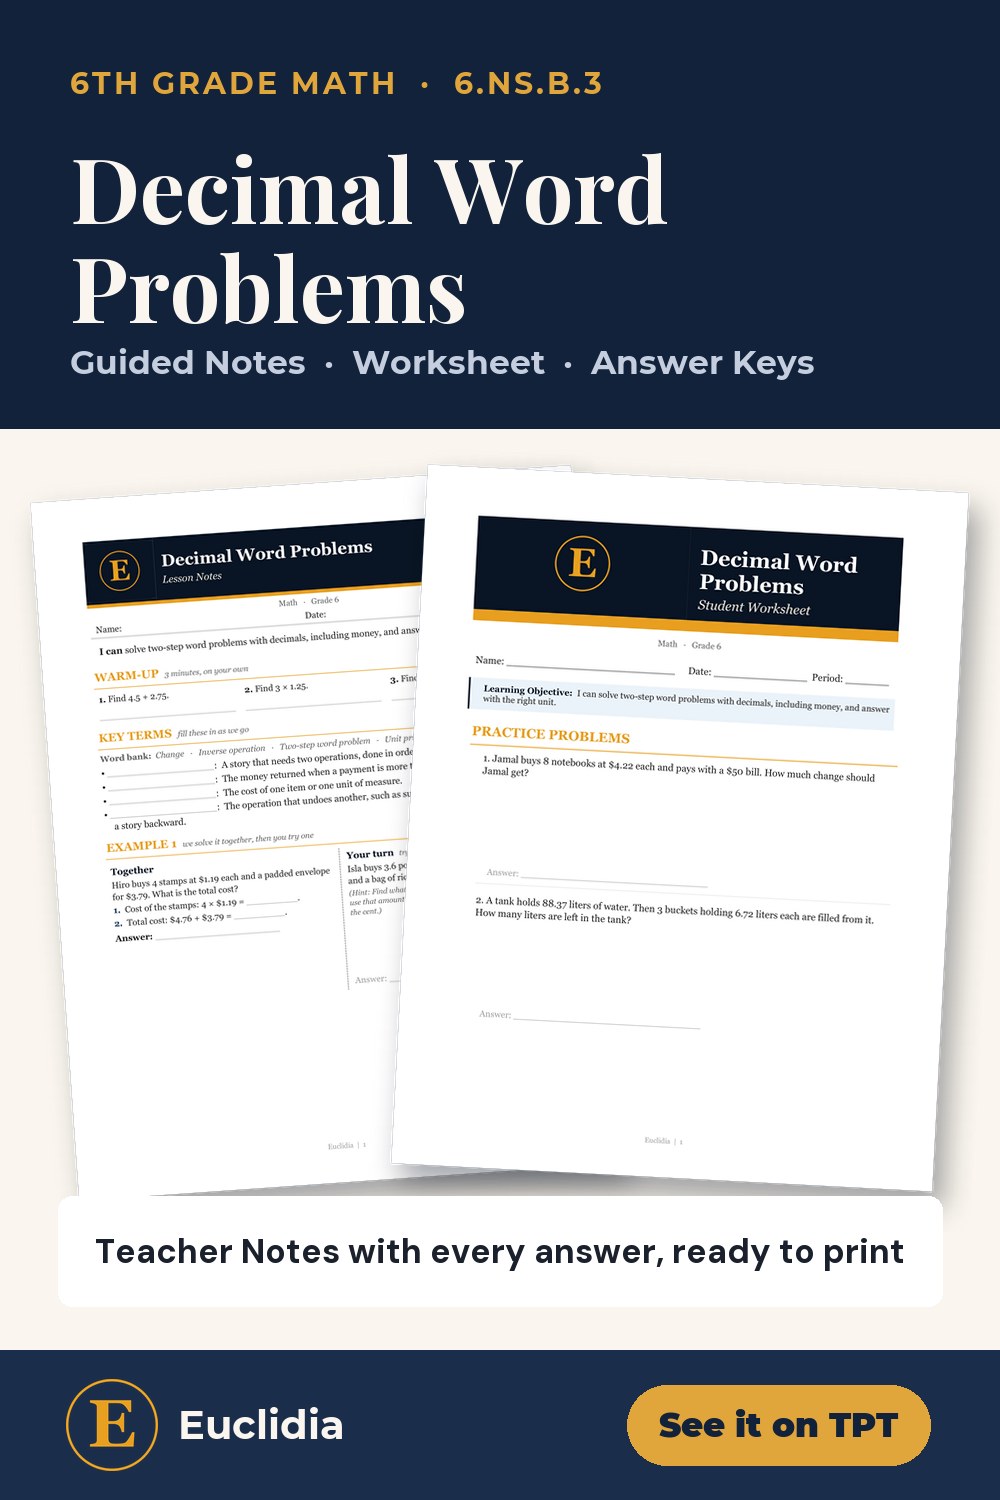 6TH GRADE MATH · 6.NS.B.3
Decimal Word
Problems
Guided Notes · Worksheet · Answer Keys
E
Decimal Word Problems
Lesson Notes
Math · Grade 6
Name:
Date:
I can solve two-step word problems with decimals, including money, and answ
WARM-UP 3 minutes, on your own
1. Find 4.5 + 2.75.
2. Find 3 × 1.25.
3. Find
KEY TERMS fill these in as we go
Word bank: Change · Inverse operation · Two-step word problem · Unit pr
• : A story that needs two operations, done in orde
• : The money returned when a payment is more t
• : The cost of one item or one unit of measure.
• : The operation that undoes another, such as su
a story backward.
EXAMPLE 1 we solve it together, then you try one
Together
Hiro buys 4 stamps at $1.19 each and a padded envelope
for $3.79. What is the total cost?
1. Cost of the stamps: 4 × $1.19 = ____________.
2. Total cost: $4.76 + $3.79 = ____________.
Answer:
Your turn
Isla buys 3.6 po
and a bag of ric
(Hint: Find what
use that amount
the cent.)
Answer:
Euclidia | 1
E
Decimal Word
Problems
Student Worksheet
Math · Grade 6
Name: Date: Period:
Learning Objective: I can solve two-step word problems with decimals, including money, and answer
with the right unit.
PRACTICE PROBLEMS
1. Jamal buys 8 notebooks at $4.22 each and pays with a $50 bill. How much change should
Jamal get?
Answer:
2. A tank holds 88.37 liters of water. Then 3 buckets holding 6.72 liters each are filled from it.
How many liters are left in the tank?
Answer:
Euclidia | 1
Teacher Notes with every answer, ready to print
E
Euclidia
See it on TPT